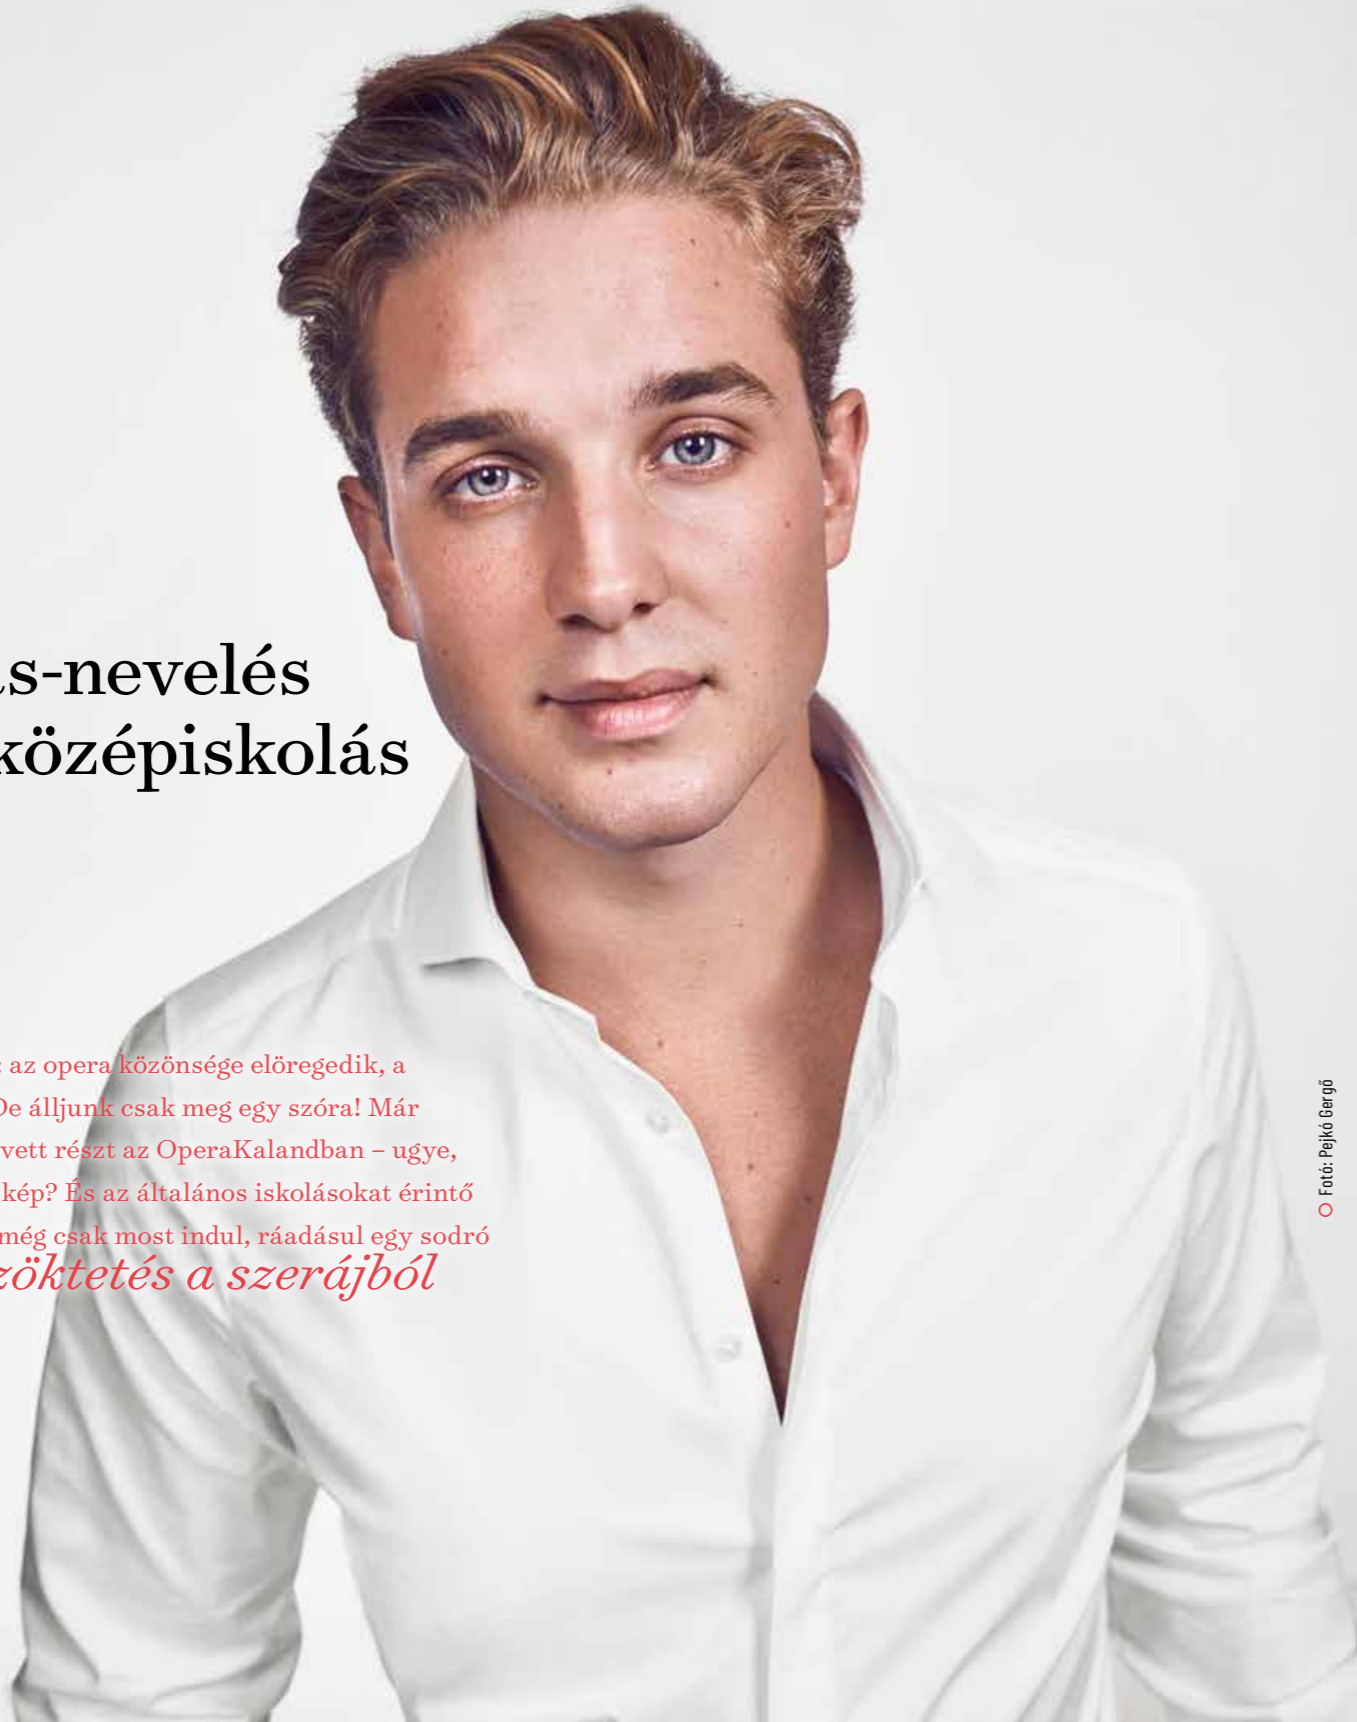 s-nevelés
középiskolás
: az opera közönsége elöregedik, a
De álljunk csak meg egy szóra! Már
vett részt az OperaKalandban – ugye,
kép? És az általános iskolásokat érintő
még csak most indul, ráadásul egy sodró
zöktetés a szerájból
Fotó: Pejkó Gergő